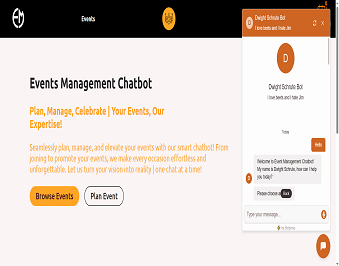 EM
Events
Events Management Chatbot
Plan, Manage, Celebrate | Your Events, Our
Expertise!
Seamlessly plan, manage, and elevate your events with our smart chatbot! From
joining to promote your events, we make every occasion effortless and
unforgettable. Let us turn your vision into reality | one chat at a time!
Browse Events
Plan Event
D
Dwight Schrute Bot
I love beets and I hate Jim
D
Dwight Schrute Bot
I love beets and I hate Jim
Today
Hello
Welcome to Event Management Chatbot!
My name is Dwight Schrute, how can I help
you today?
D
Please choose an
Back
Type your message...